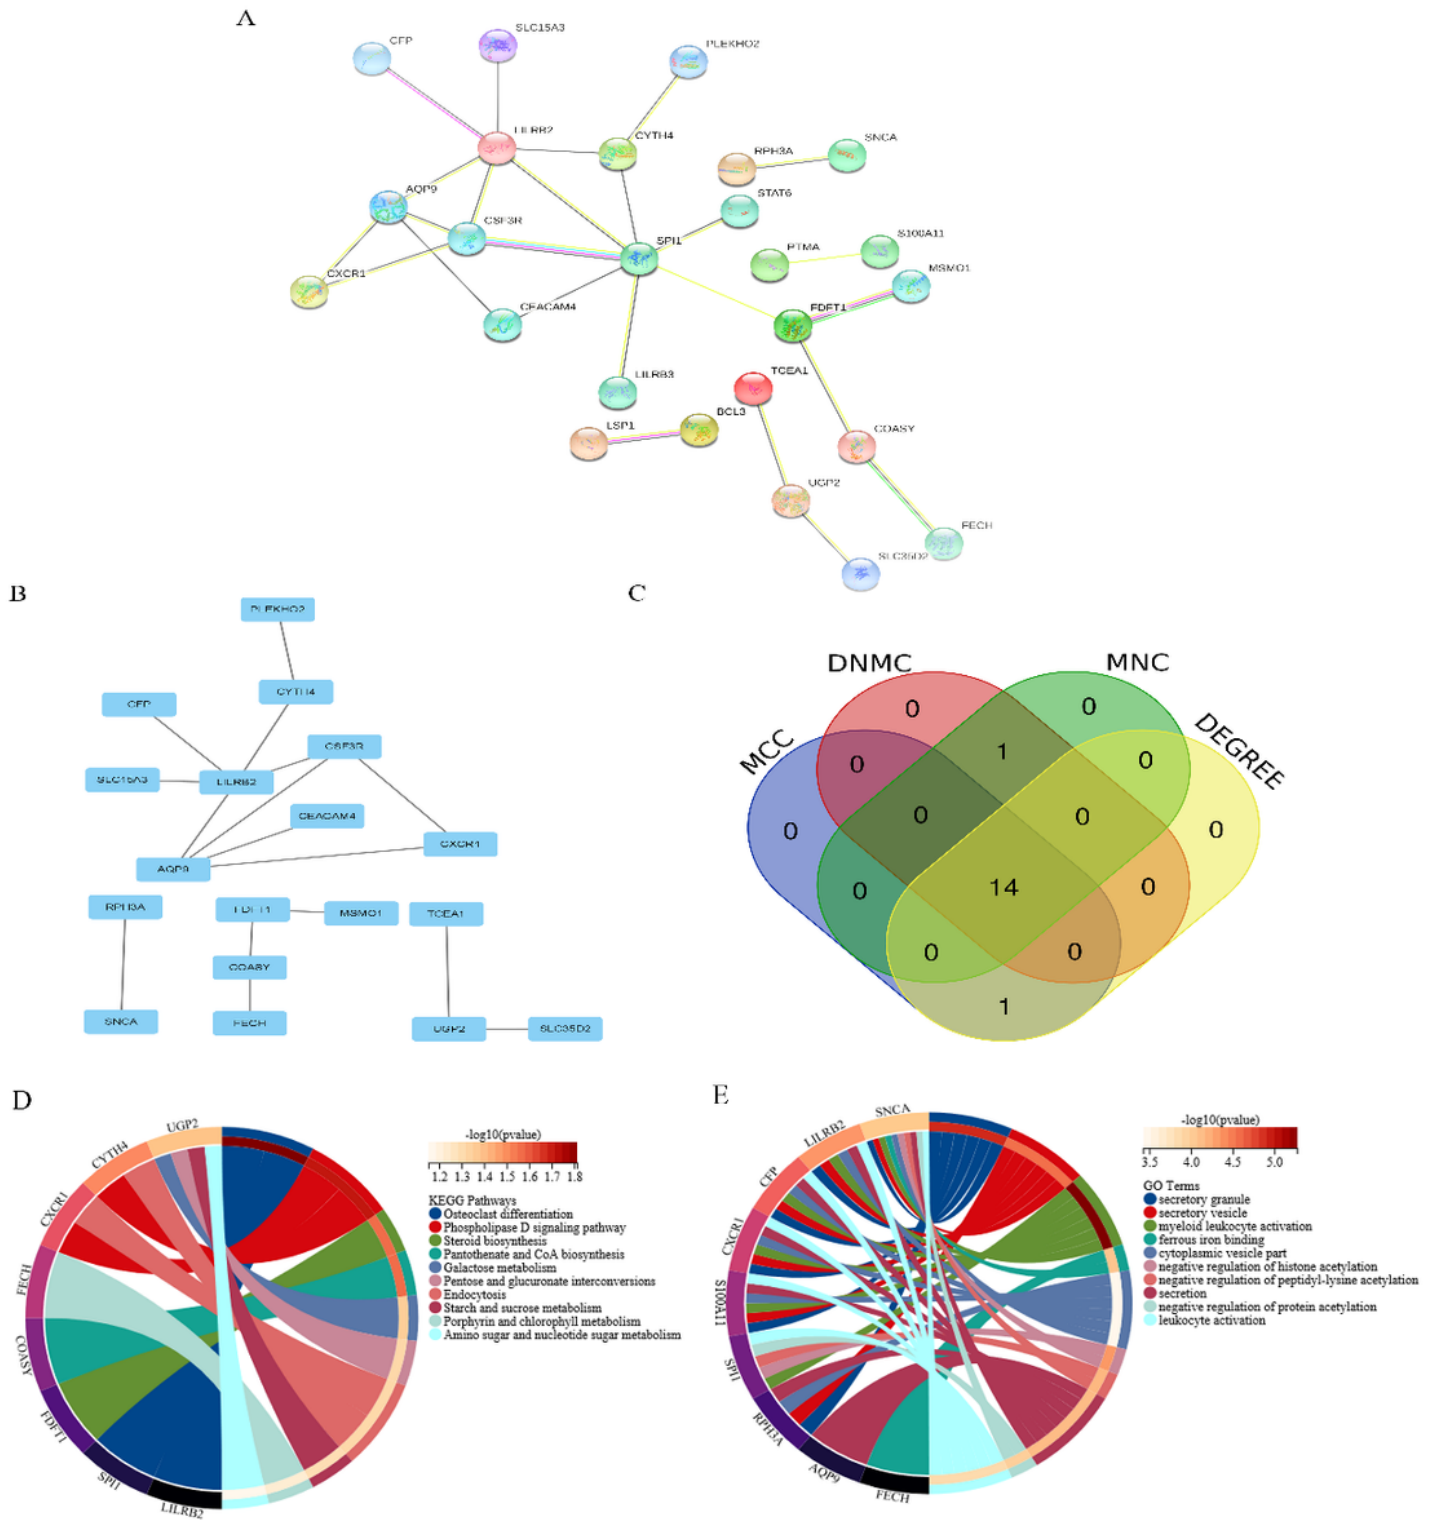 A
CFP
SLC15A3
PLEKHO2
LILRB2
CYTH4
SNCA
RPH3A
AQP9
STAT6
CSF3R
SPI1
S100A11
PTMA
CXCR1
MSMO1
CEACAM4
FDFT1
LILRB3
TCEA1
BCL3
LSP1
COASY
UGP2
FECH
SLC35D2
B
PLEKHO2
CFP
CYTH4
CSF3R
SLC15A3
LILRB2
CEACAM4
CXCR1
AQP9
RPH3A
FDFT1
MSMO1
TCEA1
COASY
SNCA
FECH
UGP2
SLC35D2
C
DNMC
MNC
MCC
DEGREE
0
0
1
0
0
0
0
0
0
0
14
0
0
0
0
1
D
UGP2
CYTH4
CXCR1
FECH
COASY
FDFT1
SPI1
LILRB2
-log10(pvalue)
1.2 1.3 1.4 1.5 1.6 1.7 1.8
KEGG Pathways
Osteoclast differentiation
Phospholipase D signaling pathway
Steroid biosynthesis
Pantothenate and CoA biosynthesis
Galactose metabolism
Pentose and glucuronate interconversions
Endocytosis
Starch and sucrose metabolism
Porphyrin and chlorophyll metabolism
Amino sugar and nucleotide sugar metabolism
E
SNCA
LILRB2
CFP
CXCR1
S100A11
SPI1
RPH3A
AQP9
FECH
-log10(pvalue)
3.5 4.0 4.5 5.0
GO Terms
secretory granule
secretory vesicle
myeloid leukocyte activation
ferrous iron binding
cytoplasmic vesicle part
negative regulation of histone acetylation
negative regulation of peptidyl-lysine acetylation
secretion
negative regulation of protein acetylation
leukocyte activation